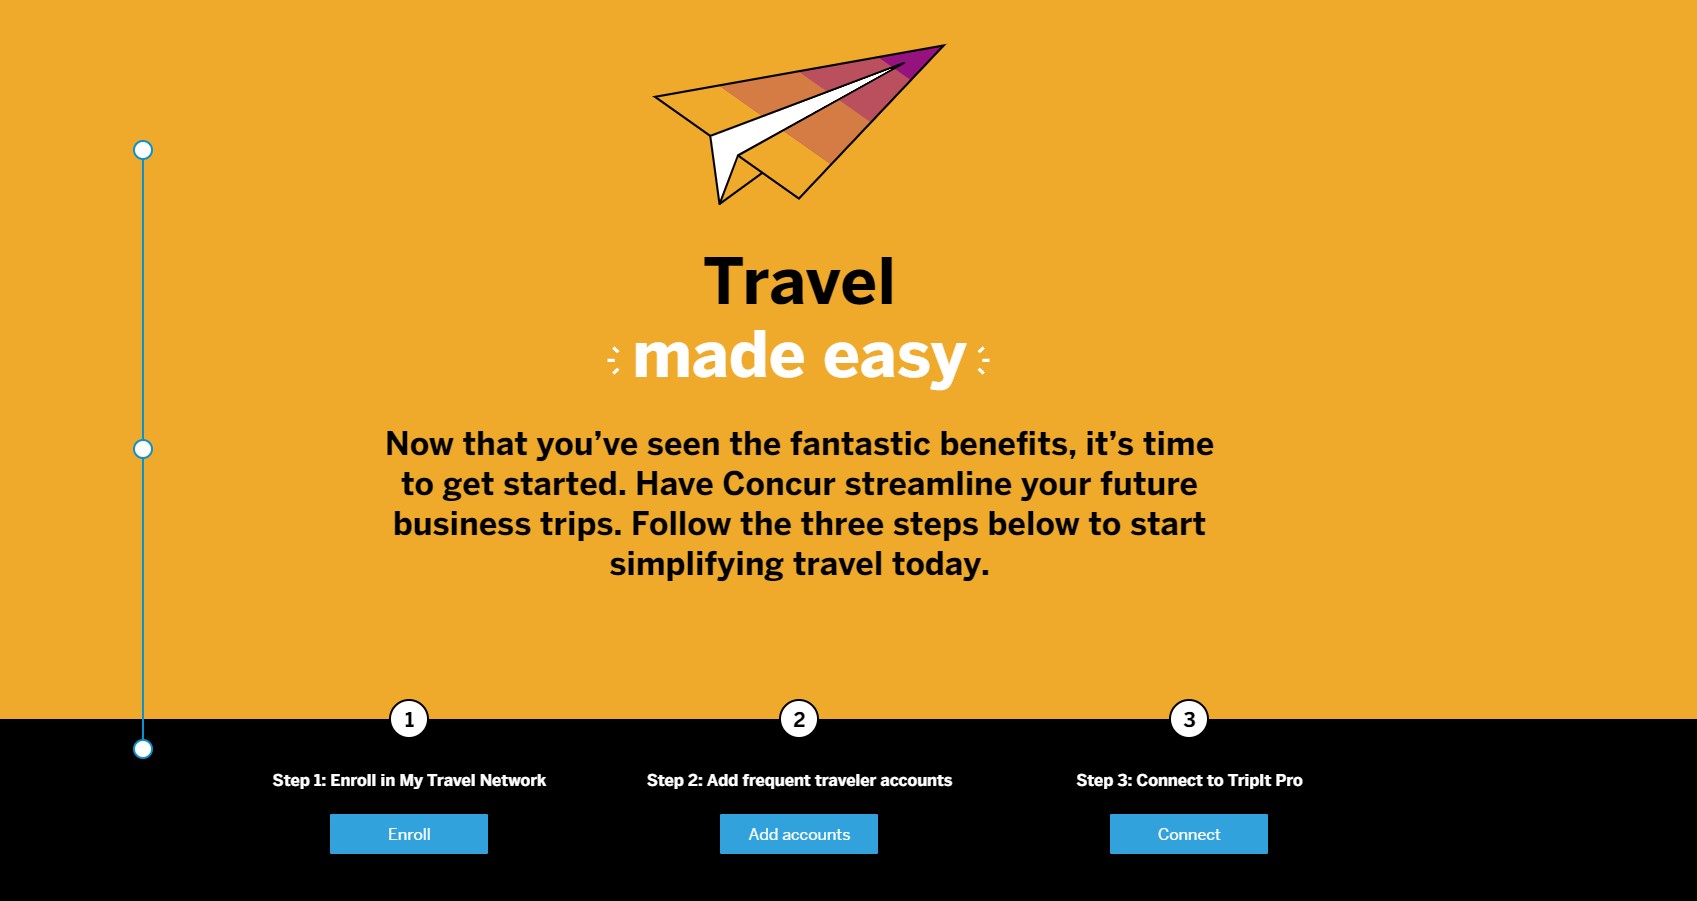 Travel
made easy
Now that you’ve seen the fantastic benefits, it’s time
to get started. Have Concur streamline your future
business trips. Follow the three steps below to start
simplifying travel today.
1
2
3
Step 1: Enroll in My Travel Network
Step 2: Add frequent traveler accounts
Step 3: Connect to TripIt Pro
Enroll
Add accounts
Connect